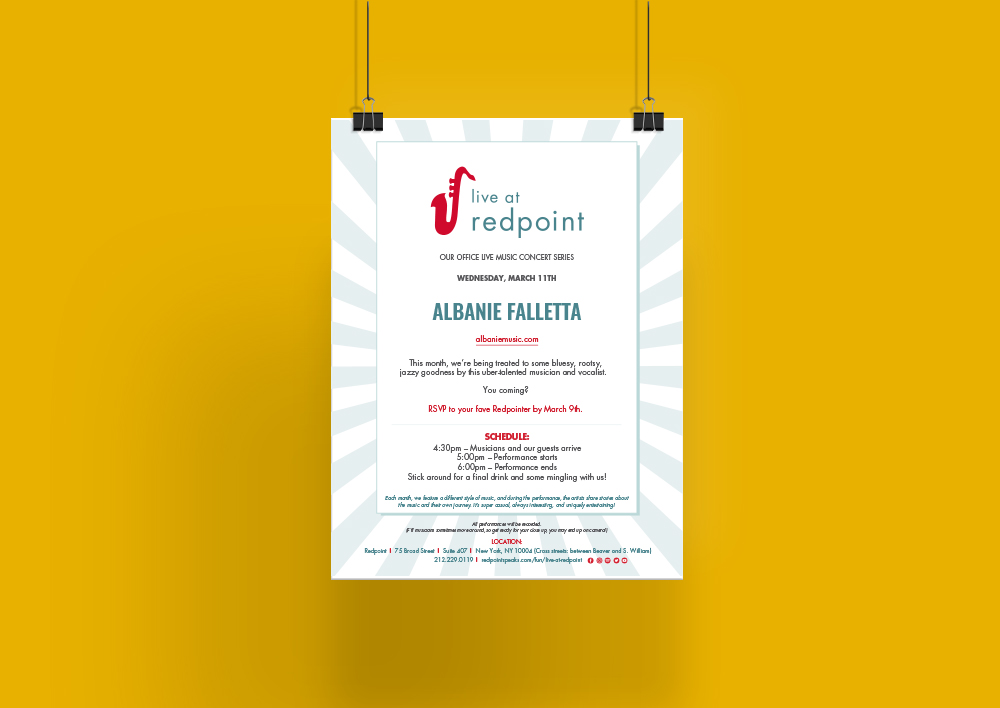 live at
redpoint
OUR OFFICE LIVE MUSIC CONCERT SERIES
WEDNESDAY, MARCH 11TH
ALBANIE FALLETTA
albaniemusic.com
This month, we're being treated to some bluesy, rootsy,
jazzy goodness by this uber-talented musician and vocalist.
You coming?
RSVP to your fave Redpointer by March 9th.
SCHEDULE:
4:30pm – Musicians and our guests arrive
5:00pm – Performance starts
6:00pm – Performance ends
Stick around for a final drink and some mingling with us!
Each month, we feature a different style of music, and during the performance, the artists share stories about
the music and their own journey. It's super casual, always interesting, and uniquely entertaining!
All performances will be recorded.
(FYI musicians sometimes move around, so get ready for your close up, you may end up on camera!)
LOCATION:
Redpoint | 75 Broad Street | Suite 407 | New York, NY 10004 (Cross streets: between Beaver and S. William)
212.229.0119 | redpointspeaks.com/fun/live-at-redpoint